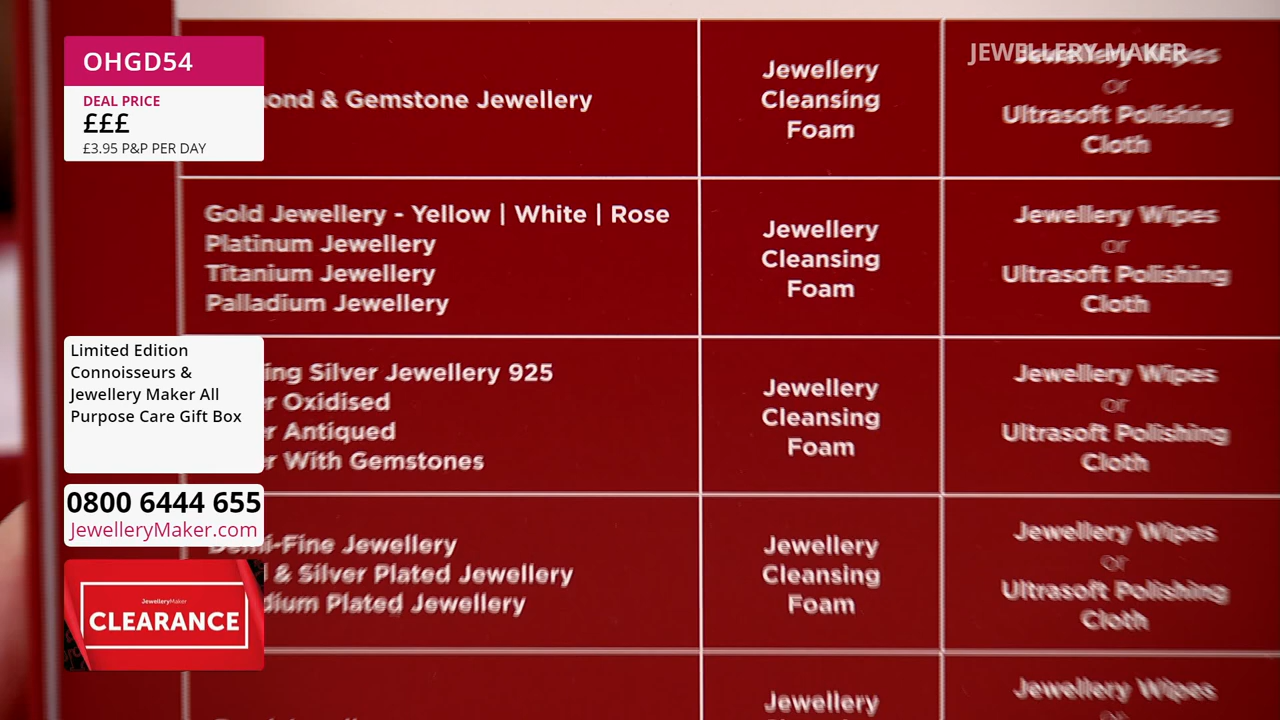 OHGD54
DEAL PRICE
£££
£3.95 P&P PER DAY
JEWELLERY MAKER
ond & Gemstone Jewellery
Jewellery
Cleansing
Foam
Jewellery Wipes
or
Ultrasoft Polishing
Cloth
Gold Jewellery - Yellow | White | Rose
Platinum Jewellery
Titanium Jewellery
Palladium Jewellery
Jewellery
Cleansing
Foam
Jewellery Wipes
or
Ultrasoft Polishing
Cloth
Limited Edition
Connoisseurs &
Jewellery Maker All
Purpose Care Gift Box
ing Silver Jewellery 925
r Oxidised
r Antiqued
r With Gemstones
Jewellery
Cleansing
Foam
Jewellery Wipes
or
Ultrasoft Polishing
Cloth
0800 6444 655
JewelleryMaker.com
Demi-Fine Jewellery
& Silver Plated Jewellery
dium Plated Jewellery
Jewellery
Cleansing
Foam
Jewellery Wipes
or
Ultrasoft Polishing
Cloth
JewelleryMaker
CLEARANCE
Jewellery
Jewellery Wipes